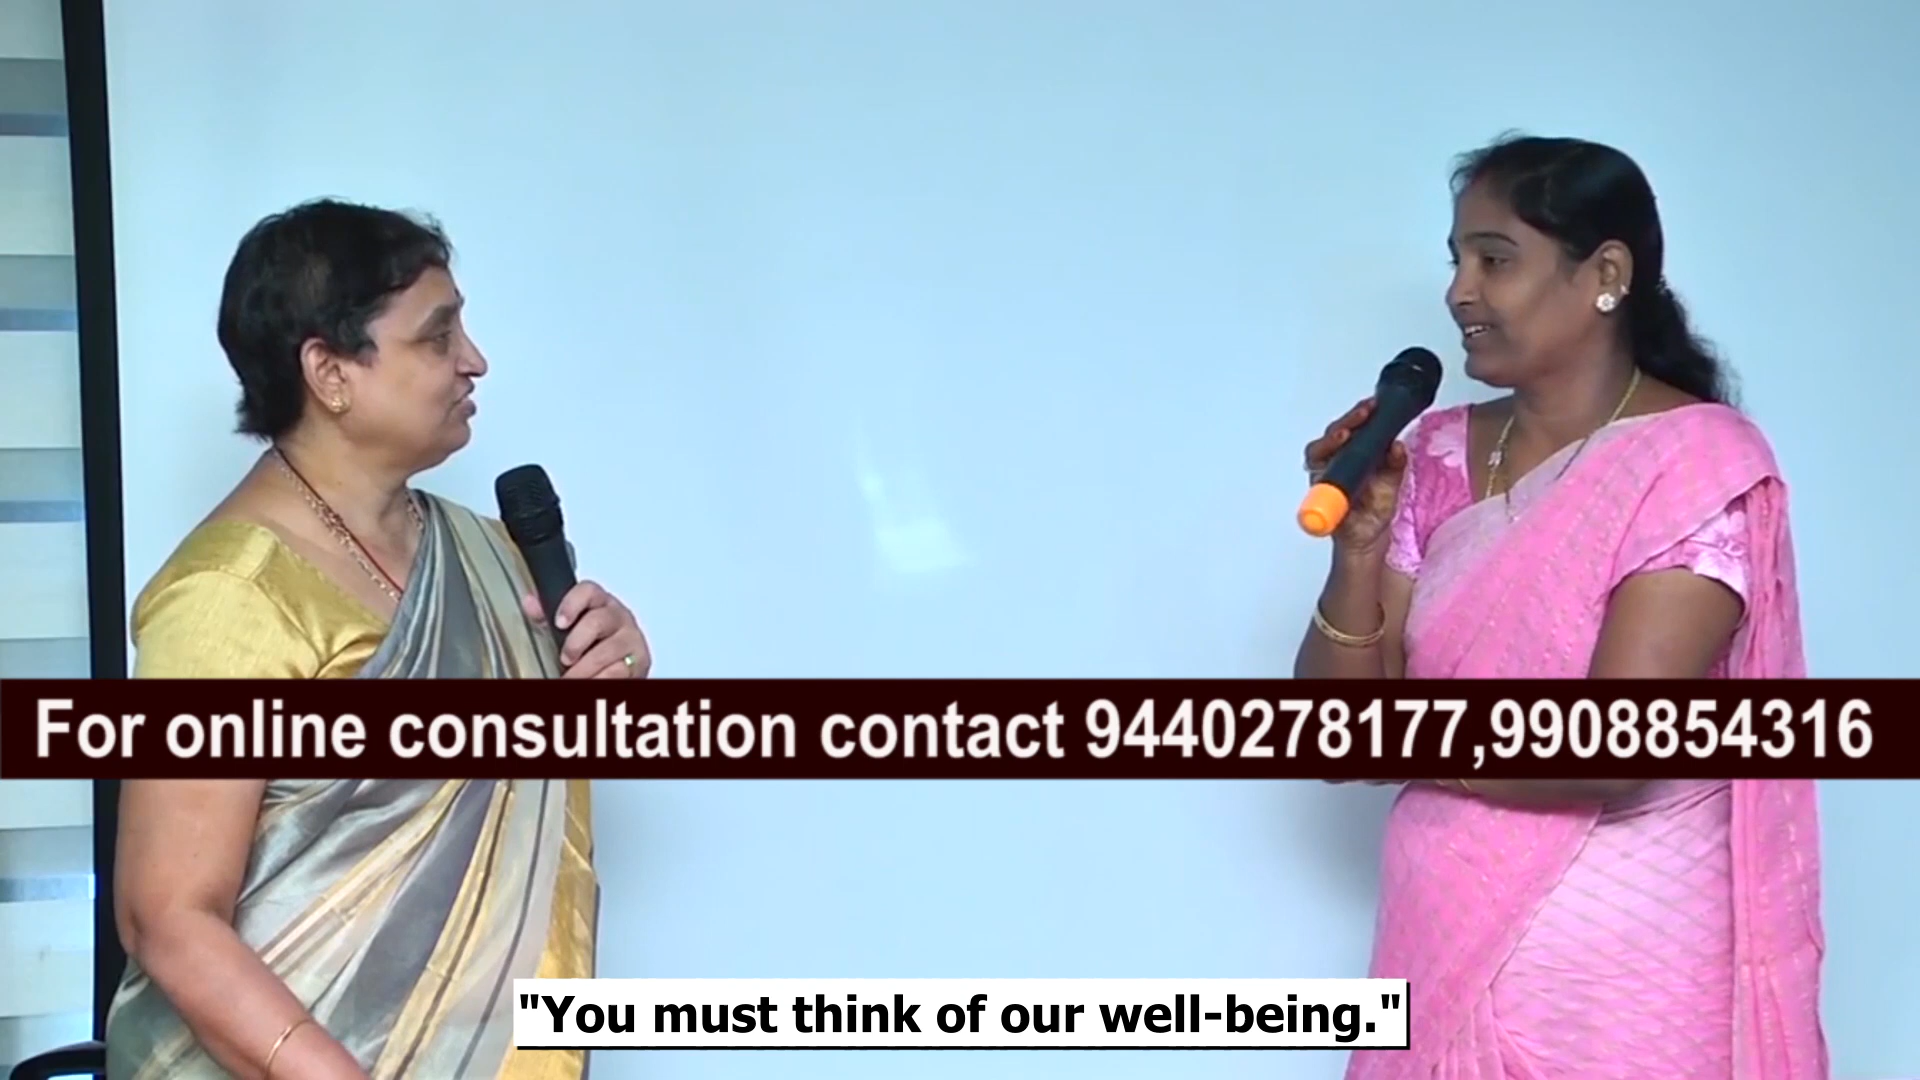 For online consultation contact 9440278177,9908854316
"You must think of our well-being."